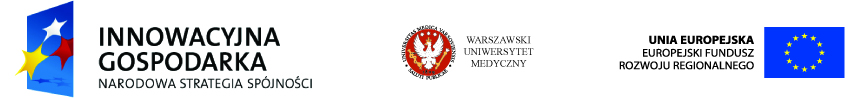 INNOWACYJNA
GOSPODARKA
NARODOWA STRATEGIA SPÓJNOŚCI
WARSZAWSKI
UNIWERSYTET
MEDYCZNY
UNIA EUROPEJSKA
EUROPEJSKI FUNDUSZ
ROZWOJU REGIONALNEGO